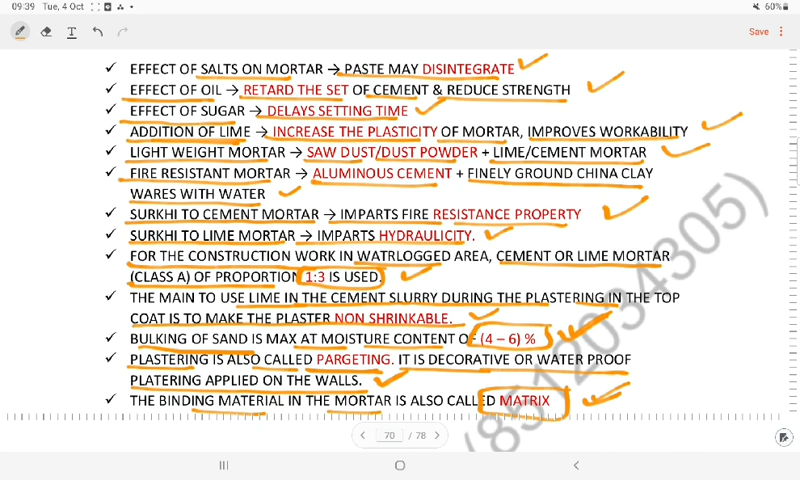 09:39 Tue, 4 Oct 60%
T Save
✓ EFFECT OF SALTS ON MORTAR → PASTE MAY DISINTEGRATE
✓ EFFECT OF OIL → RETARD THE SET OF CEMENT & REDUCE STRENGTH
✓ EFFECT OF SUGAR → DELAYS SETTING TIME
✓ ADDITION OF LIME → INCREASE THE PLASTICITY OF MORTAR, IMPROVES WORKABILITY
✓ LIGHT WEIGHT MORTAR → SAW DUST/DUST POWDER + LIME/CEMENT MORTAR
✓ FIRE RESISTANT MORTAR → ALUMINOUS CEMENT + FINELY GROUND CHINA CLAY
WARES WITH WATER
✓ SURKHI TO CEMENT MORTAR → IMPARTS FIRE RESISTANCE PROPERTY
✓ SURKHI TO LIME MORTAR → IMPARTS HYDRAULICITY.
✓ FOR THE CONSTRUCTION WORK IN WATRLOGGED AREA, CEMENT OR LIME MORTAR
(CLASS A) OF PROPORTION 1:3 IS USED.
✓ THE MAIN TO USE LIME IN THE CEMENT SLURRY DURING THE PLASTERING IN THE TOP
COAT IS TO MAKE THE PLASTER NON SHRINKABLE.
✓ BULKING OF SAND IS MAX AT MOISTURE CONTENT OF (4 – 6) %
✓ PLASTERING IS ALSO CALLED PARGETING. IT IS DECORATIVE OR WATER PROOF
PLATERING APPLIED ON THE WALLS.
✓ THE BINDING MATERIAL IN THE MORTAR IS ALSO CALLED MATRIX
(8512034305)
70 / 78